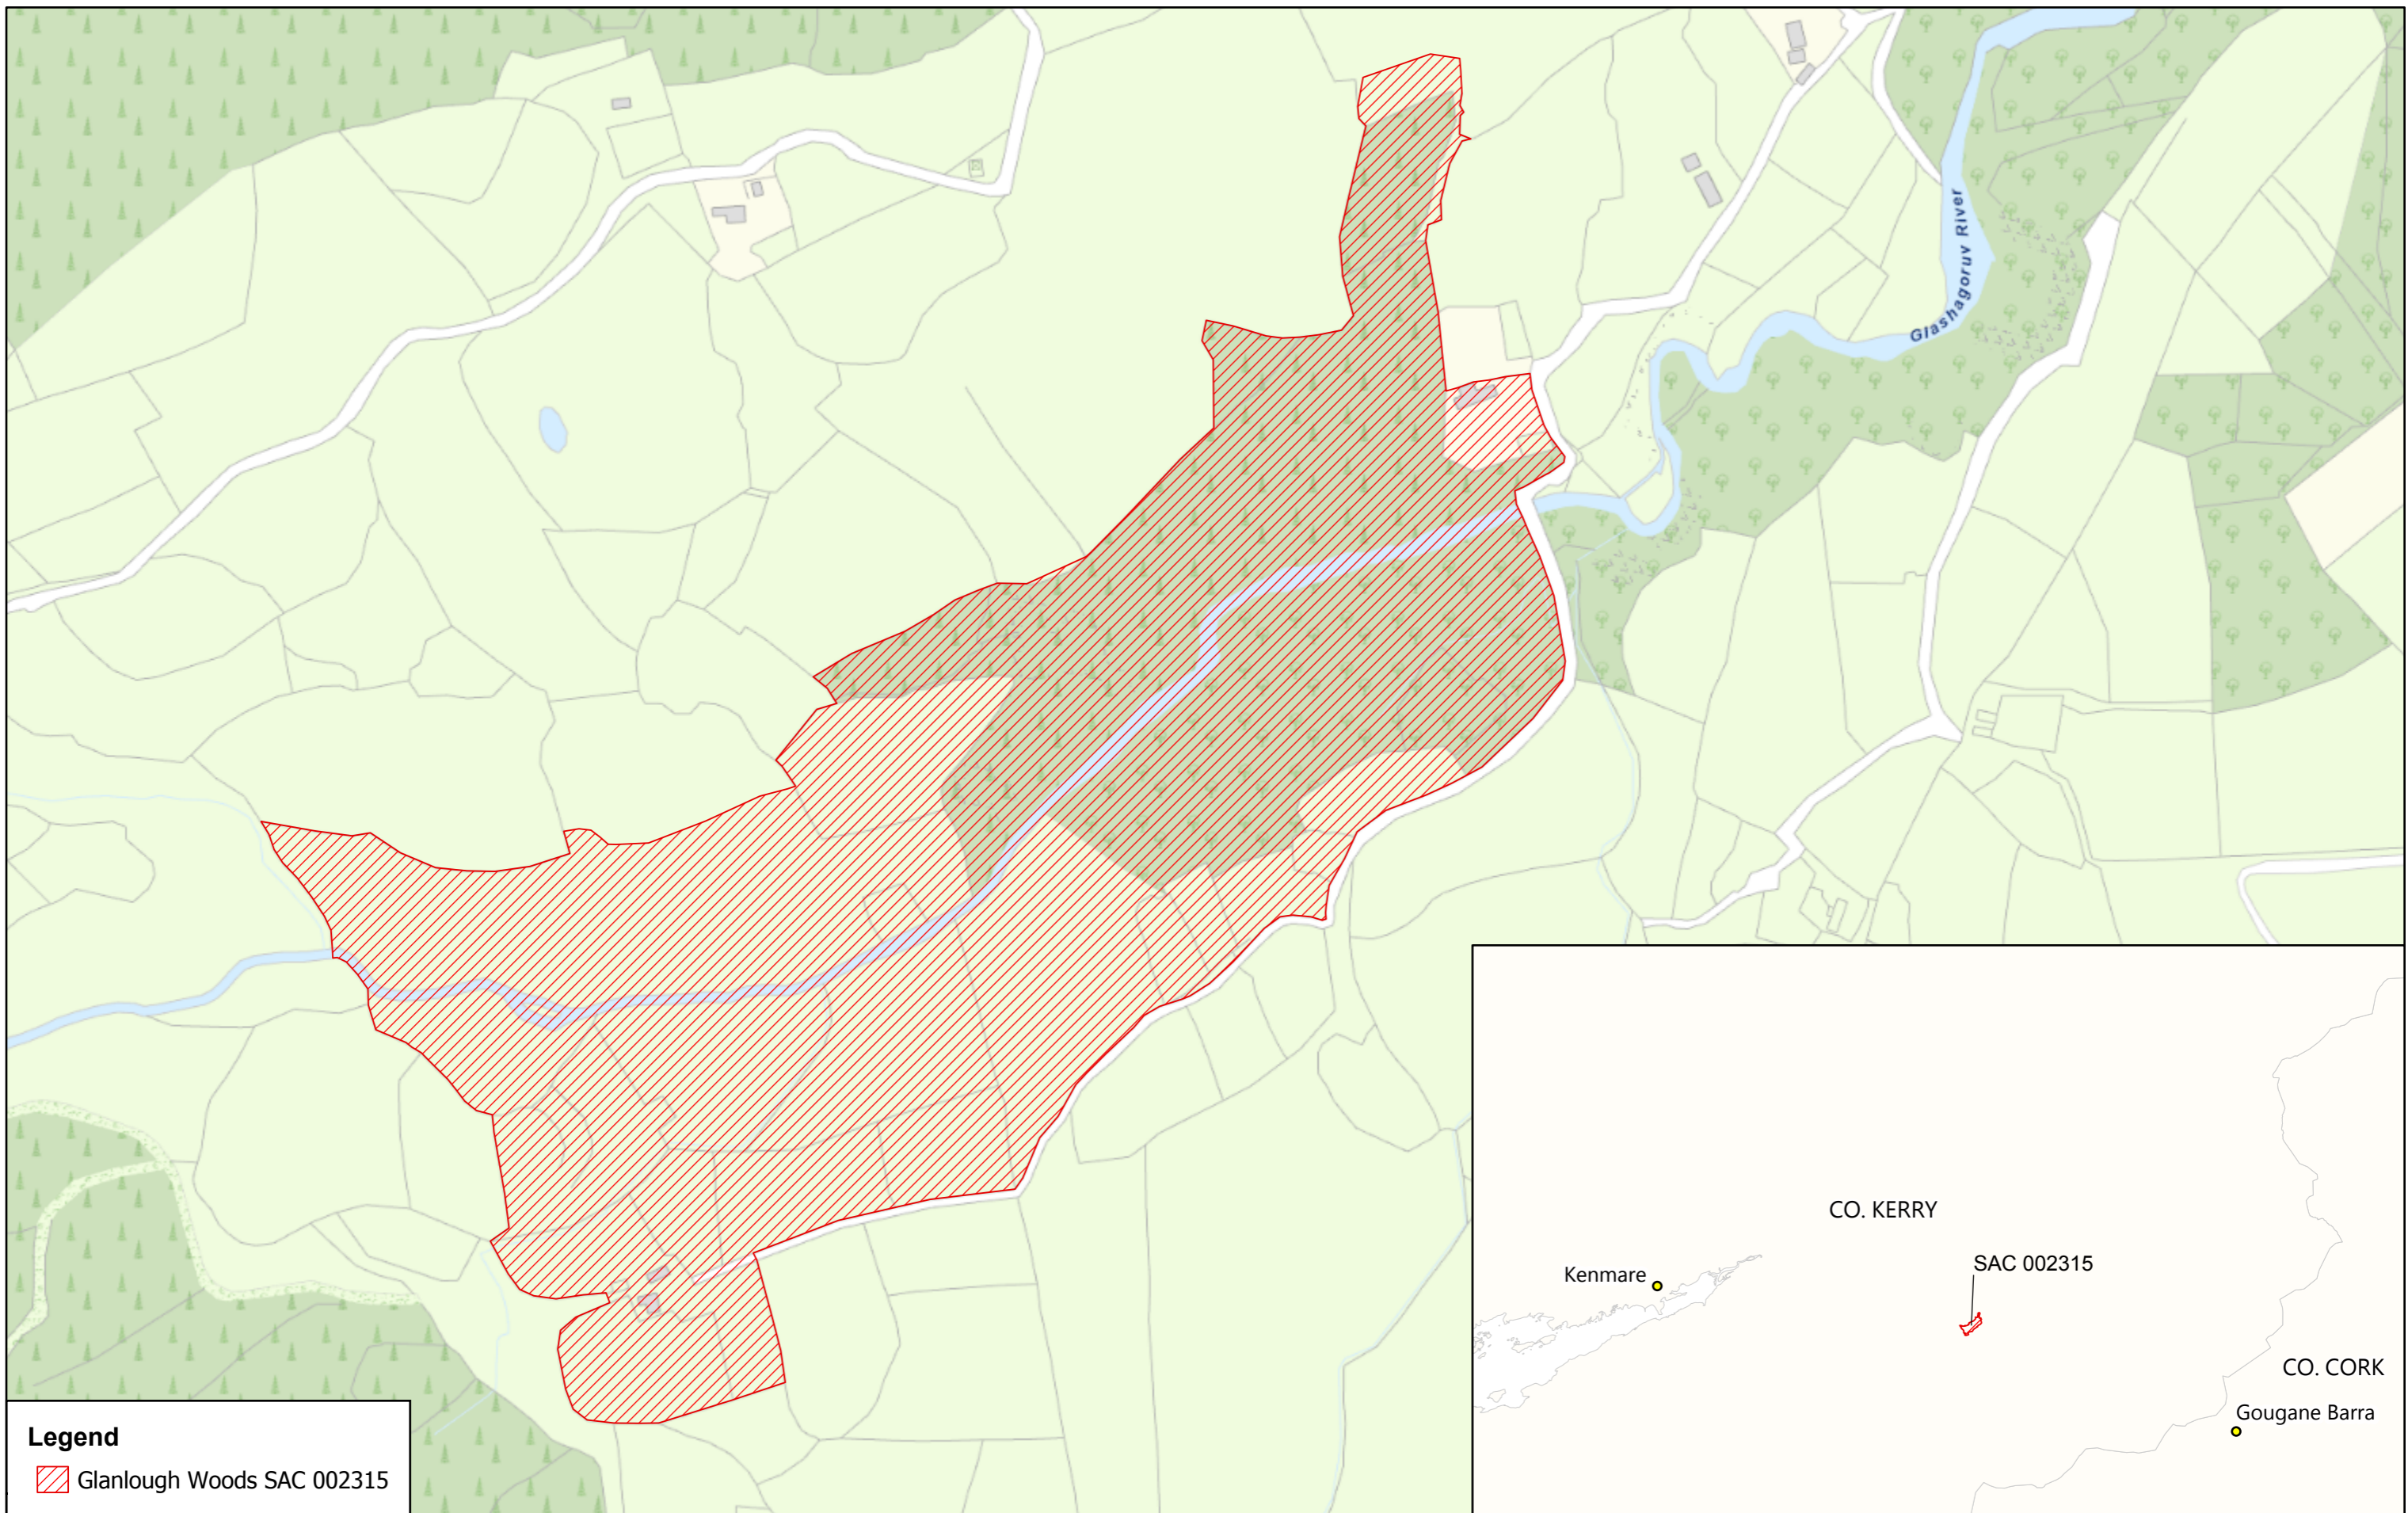 Glashagoruv River
CO. KERRY
SAC 002315
Kenmare
CO. CORK
Gougane Barra
Legend
Glanlough Woods SAC 002315